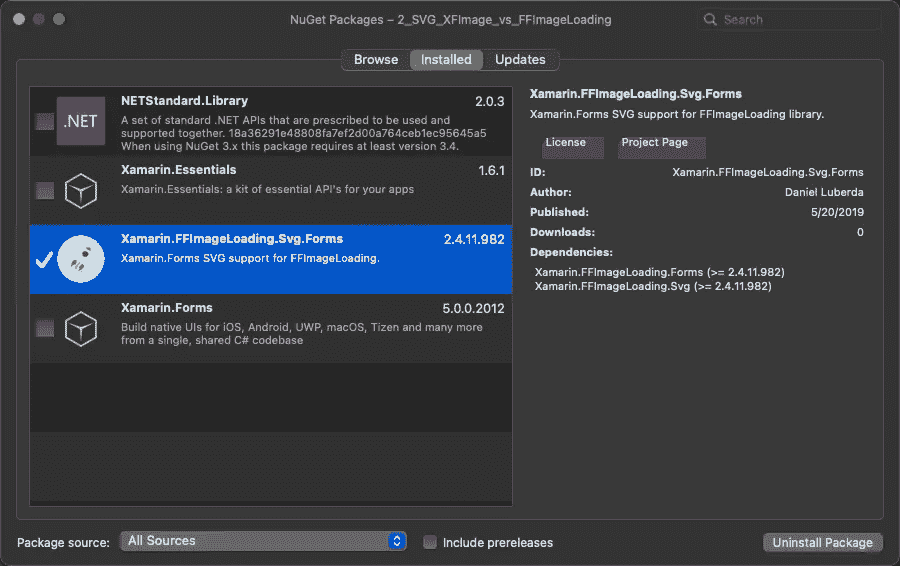 NuGet Packages – 2_SVG_XFImage_vs_FFImageLoading
Search
Browse
Installed
Updates
.NET
NETStandard.Library
2.0.3
A set of standard .NET APIs that are prescribed to be used and
supported together. 18a36291e48808fa7ef2d00a764ceb1ec95645a5
When using NuGet 3.x this package requires at least version 3.4.
Xamarin.Essentials
1.6.1
Xamarin.Essentials: a kit of essential API's for your apps
Xamarin.FFImageLoading.Svg.Forms
2.4.11.982
Xamarin.Forms SVG support for FFImageLoading.
Xamarin.Forms
5.0.0.2012
Build native UIs for iOS, Android, UWP, macOS, Tizen and many more
from a single, shared C# codebase
Xamarin.FFImageLoading.Svg.Forms
Xamarin.Forms SVG support for FFImageLoading library.
License
Project Page
ID:
Xamarin.FFImageLoading.Svg.Forms
Author:
Daniel Luberda
Published:
5/20/2019
Downloads:
0
Dependencies:
Xamarin.FFImageLoading.Forms (>= 2.4.11.982)
Xamarin.FFImageLoading.Svg (>= 2.4.11.982)
Package source:
All Sources
Include prereleases
Uninstall Package